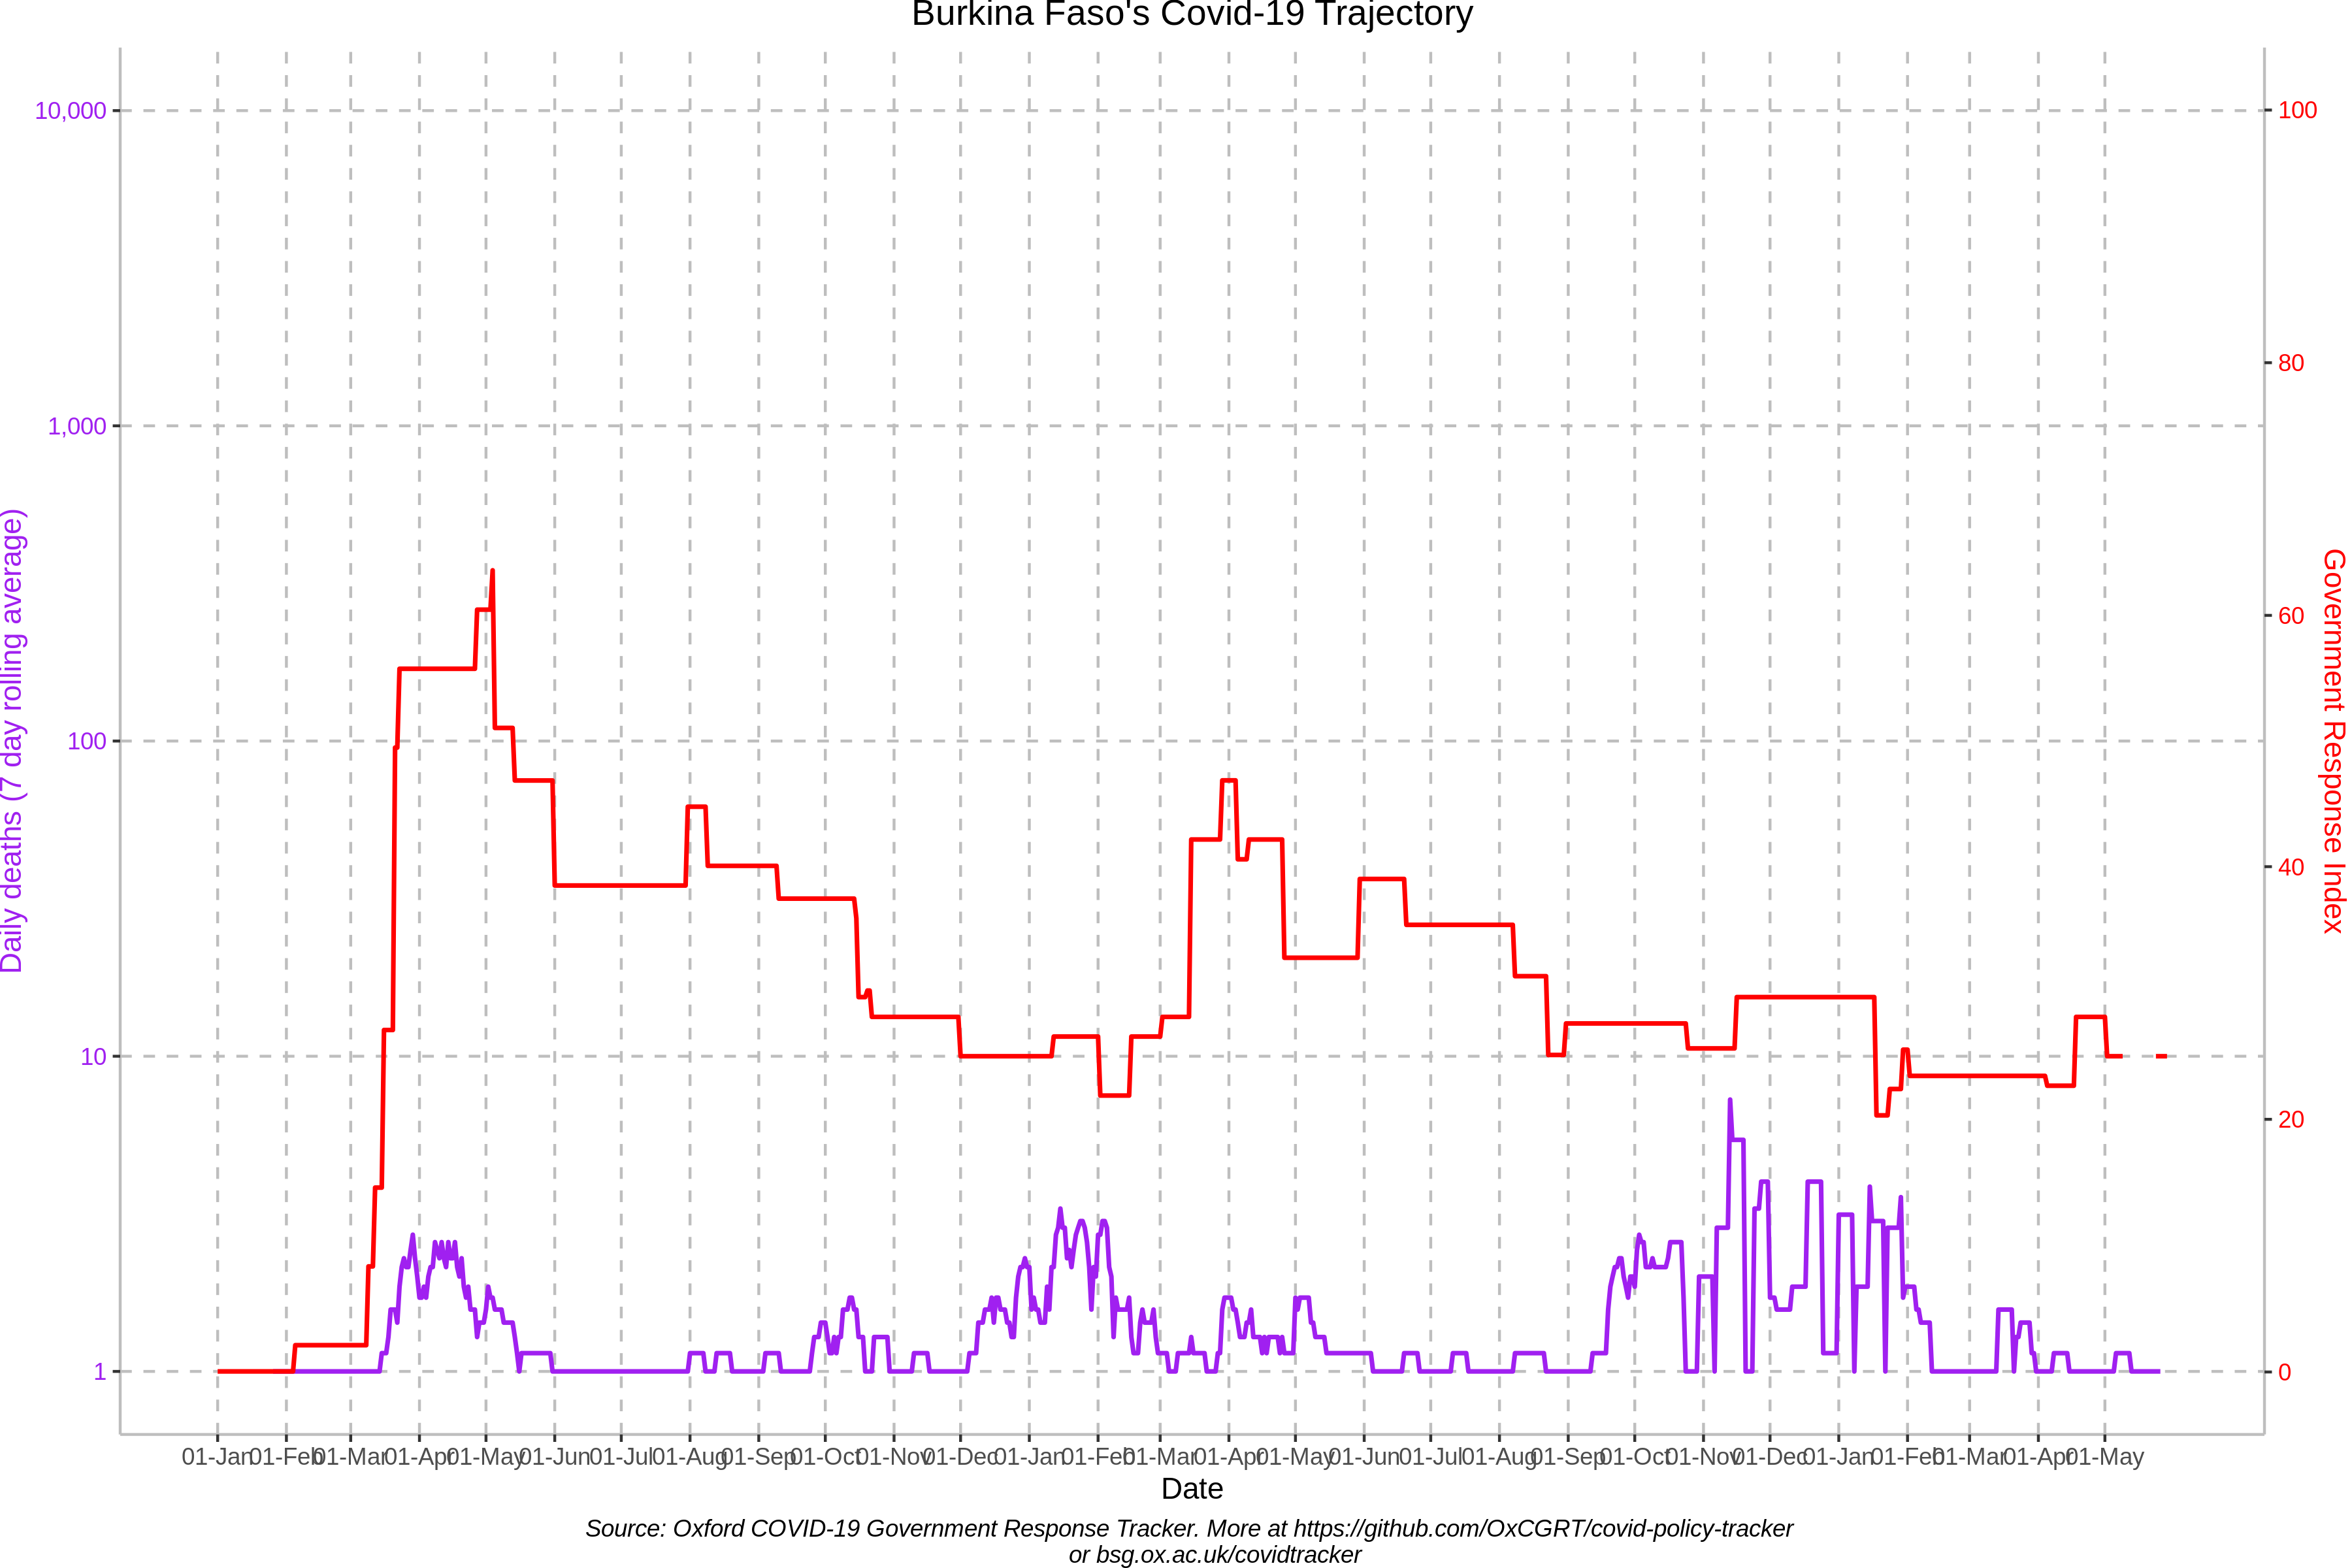 Burkina Faso's Covid-19 Trajectory
Daily deaths (7 day rolling average)
10,000
1,000
100
10
1
Government Response Index
100
80
60
40
20
0
01-Jan 01-Feb 01-Mar 01-Apr 01-May 01-Jun 01-Jul 01-Aug 01-Sep 01-Oct 01-Nov 01-Dec 01-Jan 01-Feb 01-Mar 01-Apr 01-May 01-Jun 01-Jul 01-Aug 01-Sep 01-Oct 01-Nov 01-Dec 01-Jan 01-Feb 01-Mar 01-Apr 01-May
Date
Source: Oxford COVID-19 Government Response Tracker. More at https://github.com/OxCGRT/covid-policy-tracker
or bsg.ox.ac.uk/covidtracker